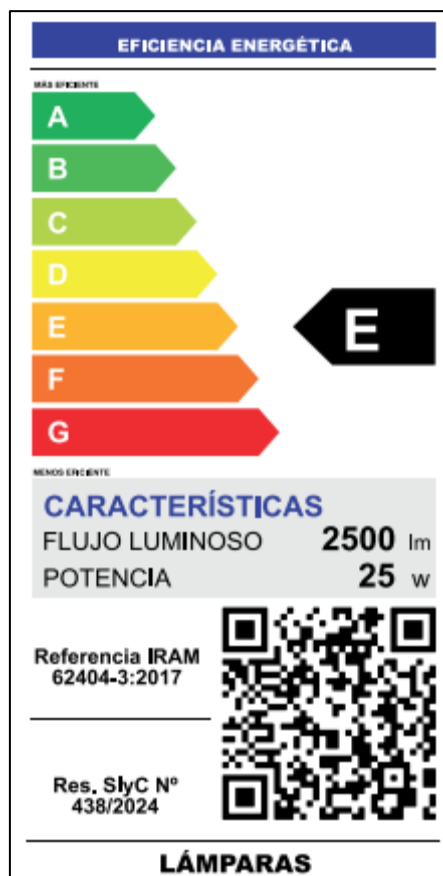 EFICIENCIA ENERGÉTICA
MÁS EFICIENTE
A
B
C
D
E
E
F
G
MENOS EFICIENTE
CARACTERÍSTICAS
FLUJO LUMINOSO 2500 lm
POTENCIA 25 w
Referencia IRAM
62404-3:2017
Res. SIyC Nº
438/2024
LÁMPARAS